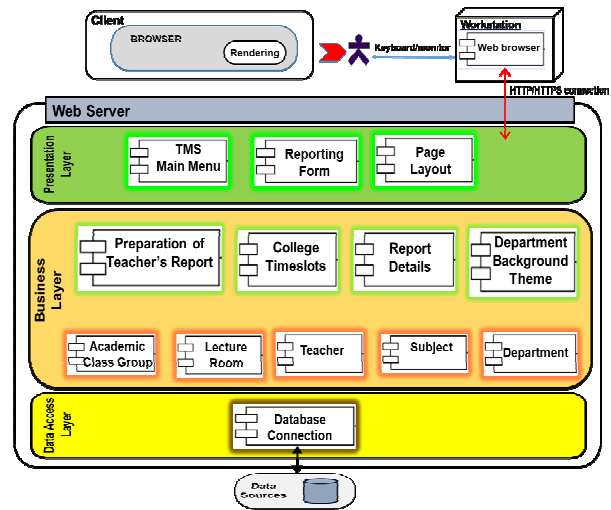 Client
BROWSER
Rendering
Keyboard/monitor
Workstation
Web browser
HTTP/HTTPS connection
Web Server
Presentation
Layer
TMS
Main Menu
Reporting
Form
Page
Layout
Business
Layer
Preparation of
Teacher's Report
College
Timeslots
Report
Details
Department
Background
Theme
Academic
Class Group
Lecture
Room
Teacher
Subject
Department
Data Access
Layer
Database
Connection
Data
Sources